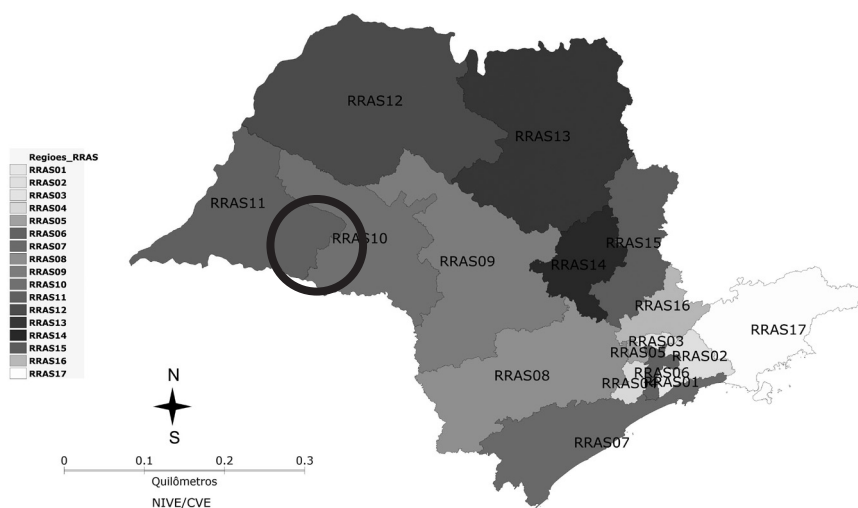 RRAS12
RRAS13
RRAS11
RRAS10
RRAS09
RRAS15
RRAS14
RRAS16
RRAS17
RRAS03
RRAS05
RRAS02
RRAS06
RRAS04
RRAS01
RRAS08
RRAS07
Regioes_RRAS
RRAS01
RRAS02
RRAS03
RRAS04
RRAS05
RRAS06
RRAS07
RRAS08
RRAS09
RRAS10
RRAS11
RRAS12
RRAS13
RRAS14
RRAS15
RRAS16
RRAS17
N
S
0 0.1 0.2 0.3
Quilômetros
NIVE/CVE